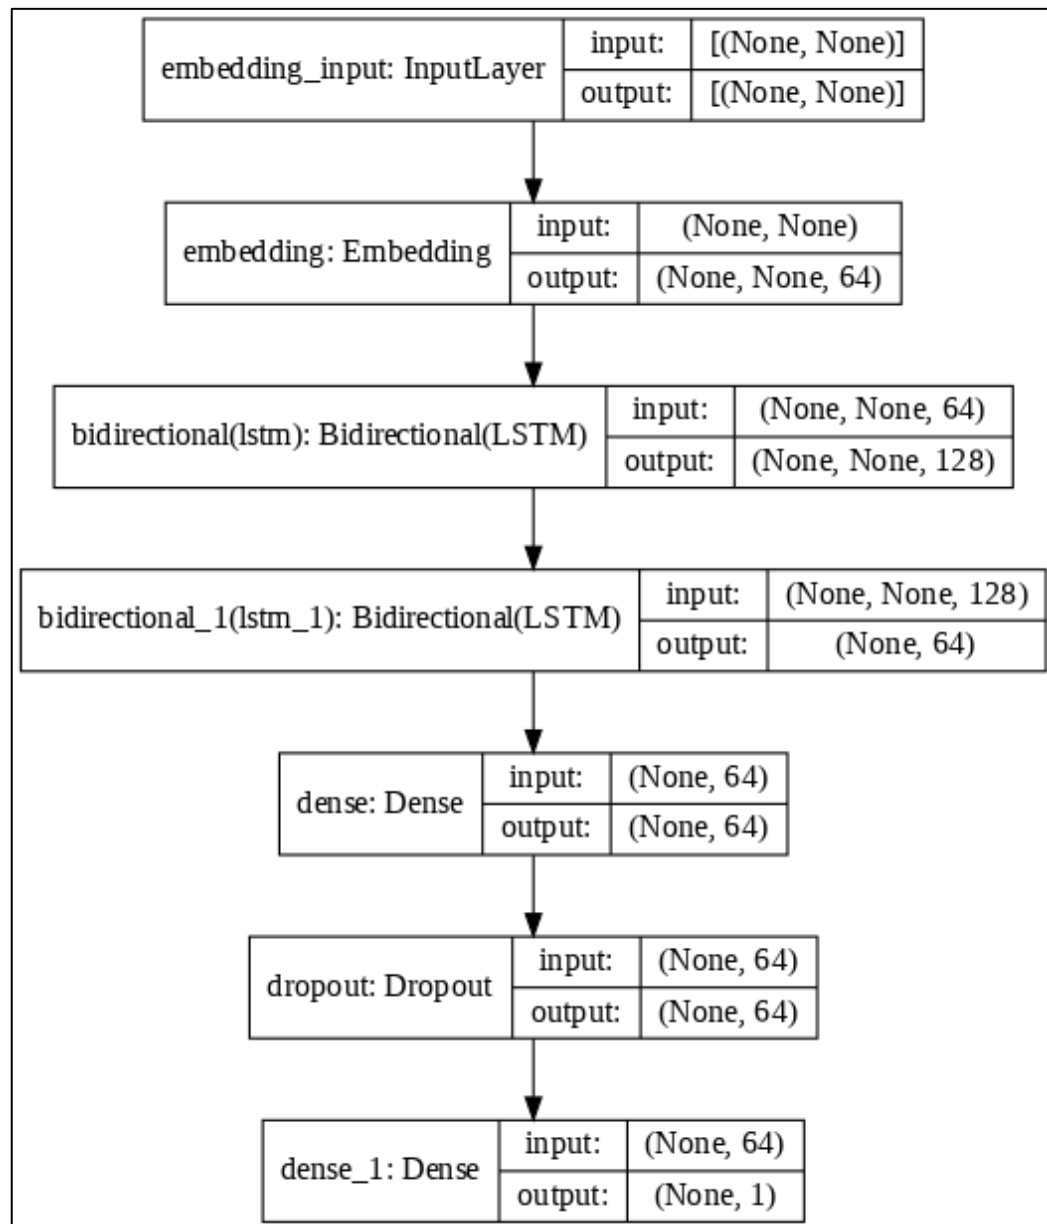 embedding_input: InputLayer
input: [(None, None)]
output: [(None, None)]
embedding: Embedding
input: (None, None)
output: (None, None, 64)
bidirectional(lstm): Bidirectional(LSTM)
input: (None, None, 64)
output: (None, None, 128)
bidirectional_1(lstm_1): Bidirectional(LSTM)
input: (None, None, 128)
output: (None, 64)
dense: Dense
input: (None, 64)
output: (None, 64)
dropout: Dropout
input: (None, 64)
output: (None, 64)
dense_1: Dense
input: (None, 64)
output: (None, 1)